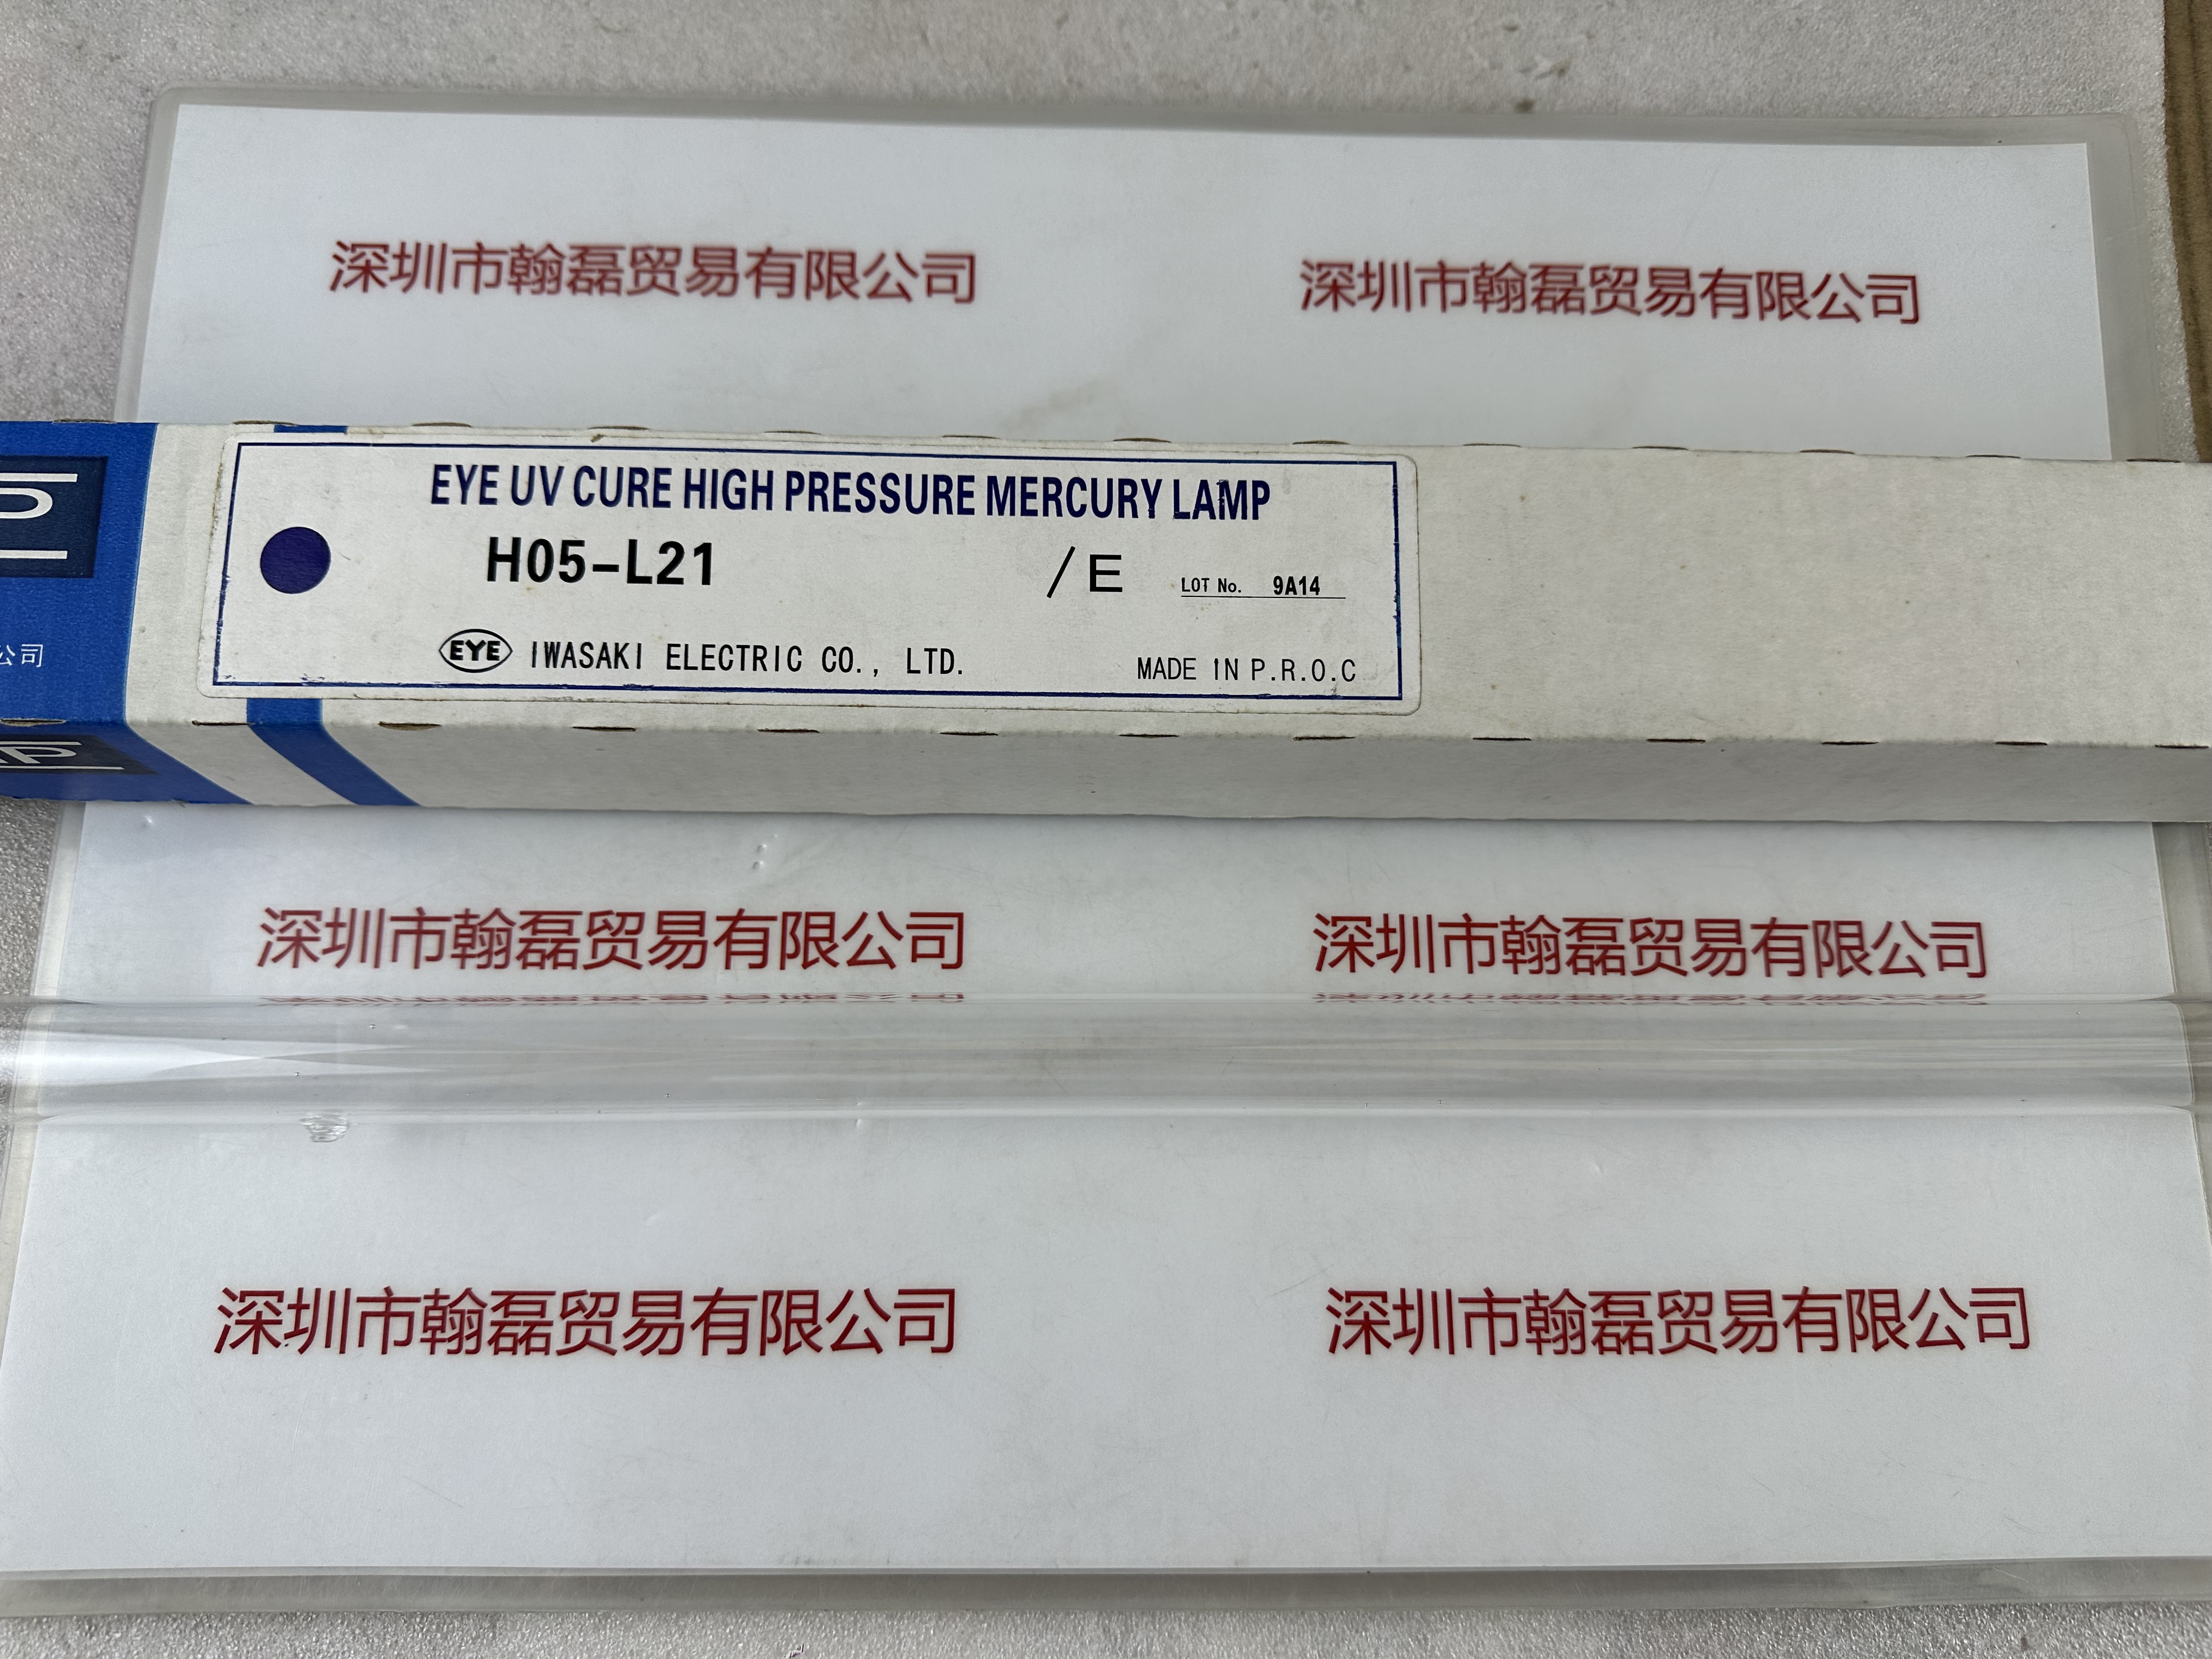 深圳市翰磊贸易有限公司
深圳市翰磊贸易有限公司
EYE UV CURE HIGH PRESSURE MERCURY LAMP
H05-L21 /E LOT No. 9A14
EYE IWASAKI ELECTRIC CO., LTD. MADE IN P.R.O.C
P
公司
P
深圳市翰磊贸易有限公司
深圳市翰磊贸易有限公司
深圳市翰磊贸易有限公司
深圳市翰磊贸易有限公司